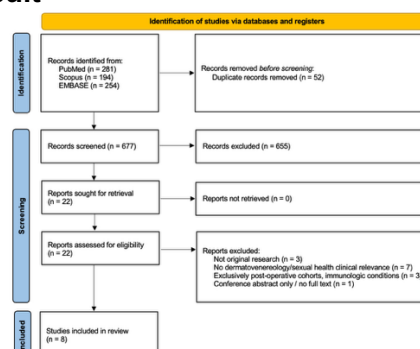 Identification of studies via databases and registers
Identification
Records identified from:
PubMed (n = 281)
Scopus (n = 194)
EMBASE (n = 254)
Records removed before screening:
Duplicate records removed (n = 52)
Screening
Records screened (n = 677)
Records excluded (n = 655)
Reports sought for retrieval
(n = 22)
Reports not retrieved (n = 0)
Reports assessed for eligibility
(n = 22)
Reports excluded:
Not original research (n = 3)
No dermatovenereology/sexual health clinical relevance (n = 7)
Exclusively post-operative cohorts, immunologic conditions (n = 3
Conference abstract only / no full text (n = 1)
Studies included in review
(n = 8)